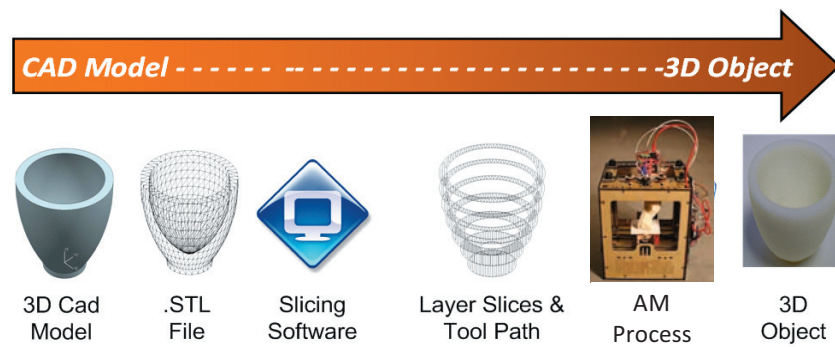 CAD Model - - - - - - -- - - - - - - - - - - - - - - - - - - - - - -3D Object
3D Cad
Model
.STL
File
Slicing
Software
Layer Slices &
Tool Path
AM
Process
3D
Object